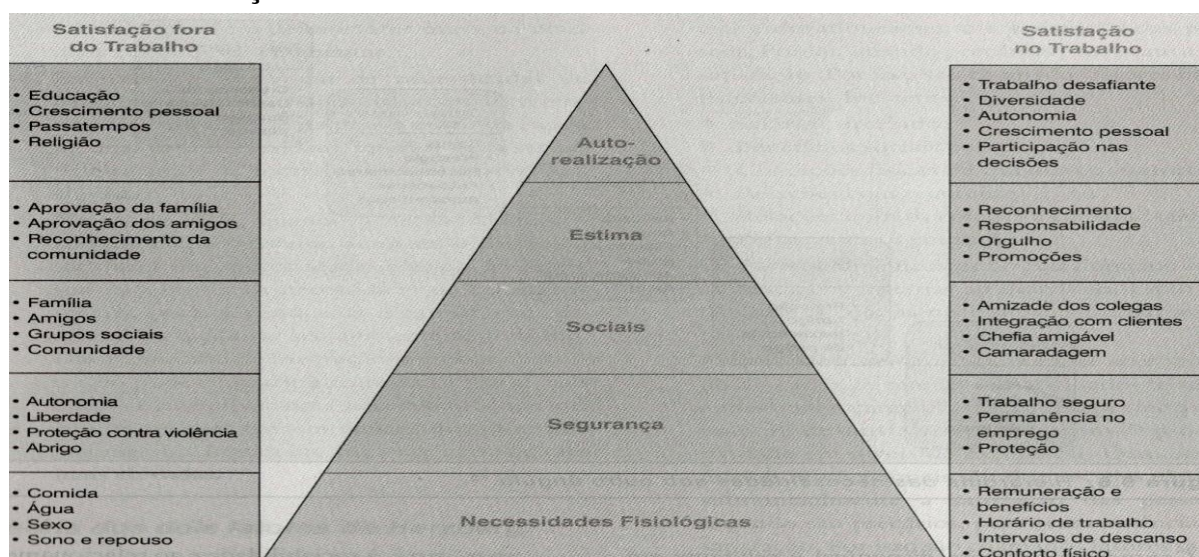 Satisfação fora
do Trabalho
• Educação
• Crescimento pessoal
• Passatempos
• Religião
• Aprovação da família
• Aprovação dos amigos
• Reconhecimento da
comunidade
• Família
• Amigos
• Grupos sociais
• Comunidade
• Autonomia
• Liberdade
• Proteção contra violência
• Abrigo
• Comida
• Água
• Sexo
• Sono e repouso
Auto-
realização
Estima
Sociais
Segurança
Necessidades Fisiológicas
Satisfação
no Trabalho
• Trabalho desafiante
• Diversidade
• Autonomia
• Crescimento pessoal
• Participação nas
decisões
• Reconhecimento
• Responsabilidade
• Orgulho
• Promoções
• Amizade dos colegas
• Integração com clientes
• Chefia amigável
• Camaradagem
• Trabalho seguro
• Permanência no
emprego
• Proteção
• Remuneração e
benefícios
• Horário de trabalho
• Intervalos de descanso
• Conforto físico